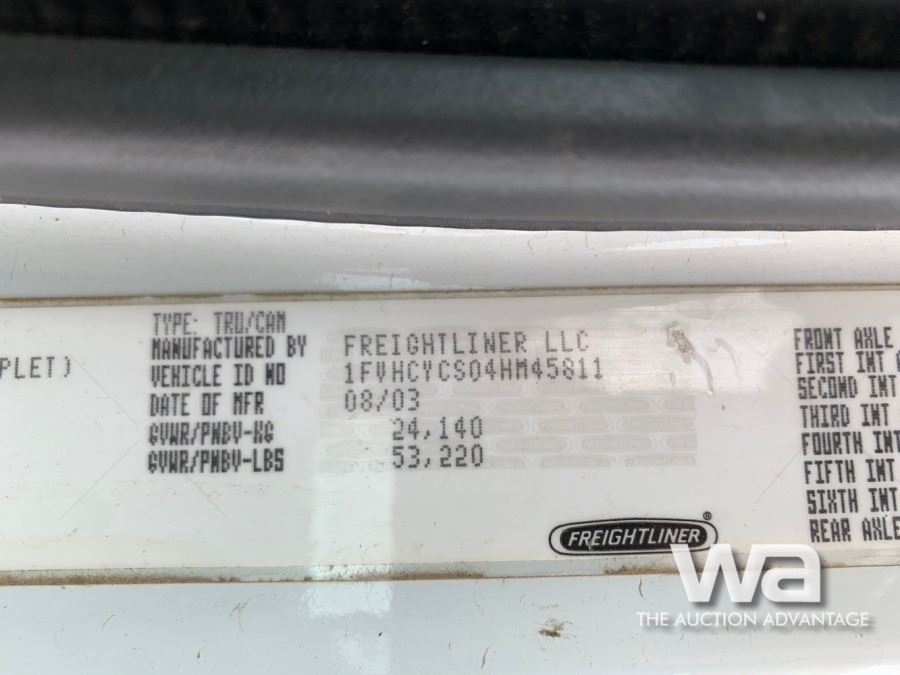 TYPE: TRU/CAN
PLET) MANUFACTURED BY FREIGHTLINER LLC
VEHICLE ID NO 1FVHCYCS04HM45811
DATE OF MFR 08/03
GVWR/PNBV-KG 24,140
GVWR/PNBV-LBS 53,220
FRONT AXLE
FIRST INT A
SECOND INT
THIRD INT
FOURTH INT
FIFTH INT
SIXTH INT
REAR AXLE
FREIGHTLINER ®
wa
THE AUCTION ADVANTAGE